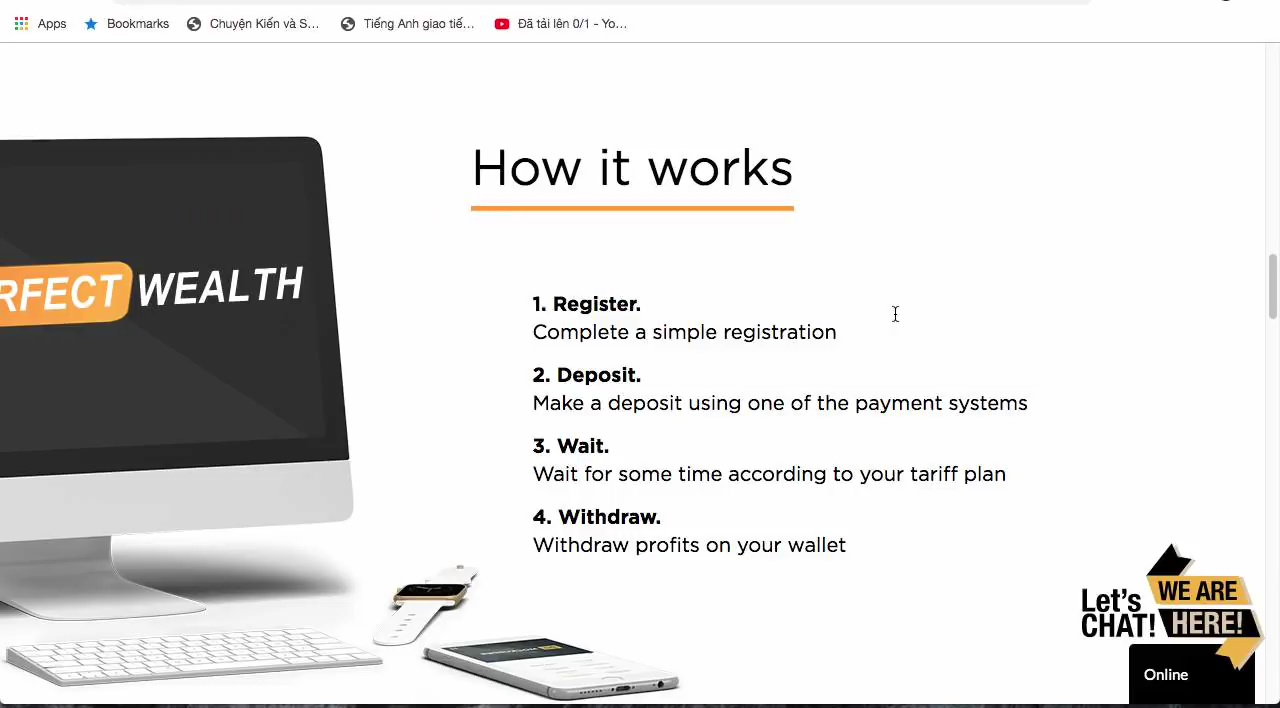 Apps
Bookmarks
Chuyện Kiến và S...
Tiếng Anh giao tiế...
Đã tải lên 0/1 - Yo...
How it works
RFECT WEALTH
1. Register.
Complete a simple registration
2. Deposit.
Make a deposit using one of the payment systems
3. Wait.
Wait for some time according to your tariff plan
4. Withdraw.
Withdraw profits on your wallet
Let's
CHAT!
WE ARE
HERE!
Online